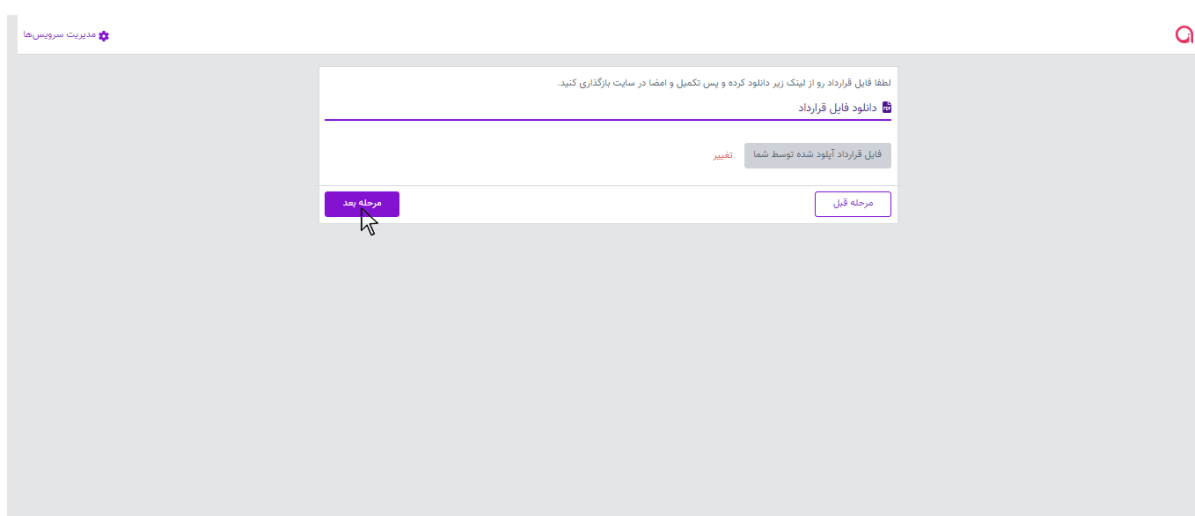 مدیریت سرویس‌ها
لطفا فایل قرارداد رو از لینک زیر دانلود کرده و پس تکمیل و امضا در سایت بازگذاری کنید.
دانلود فایل قرارداد
فایل قرارداد آپلود شده توسط شما تغییر
مرحله قبل مرحله بعد